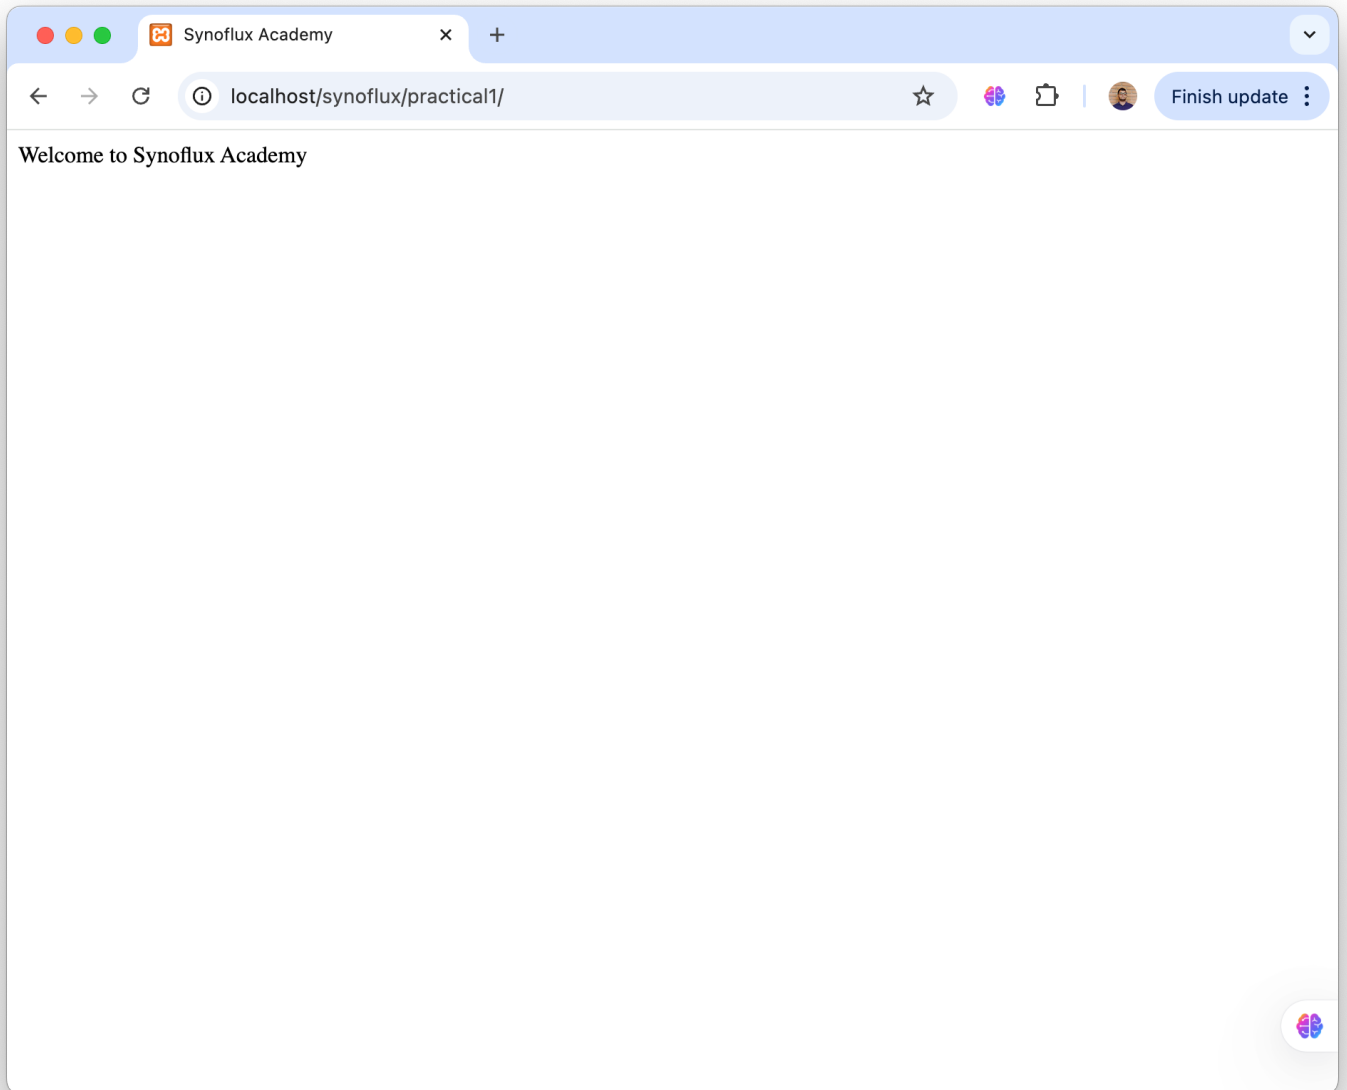 Synoflux Academy
localhost/synoflux/practical1/
Finish update
Welcome to Synoflux Academy